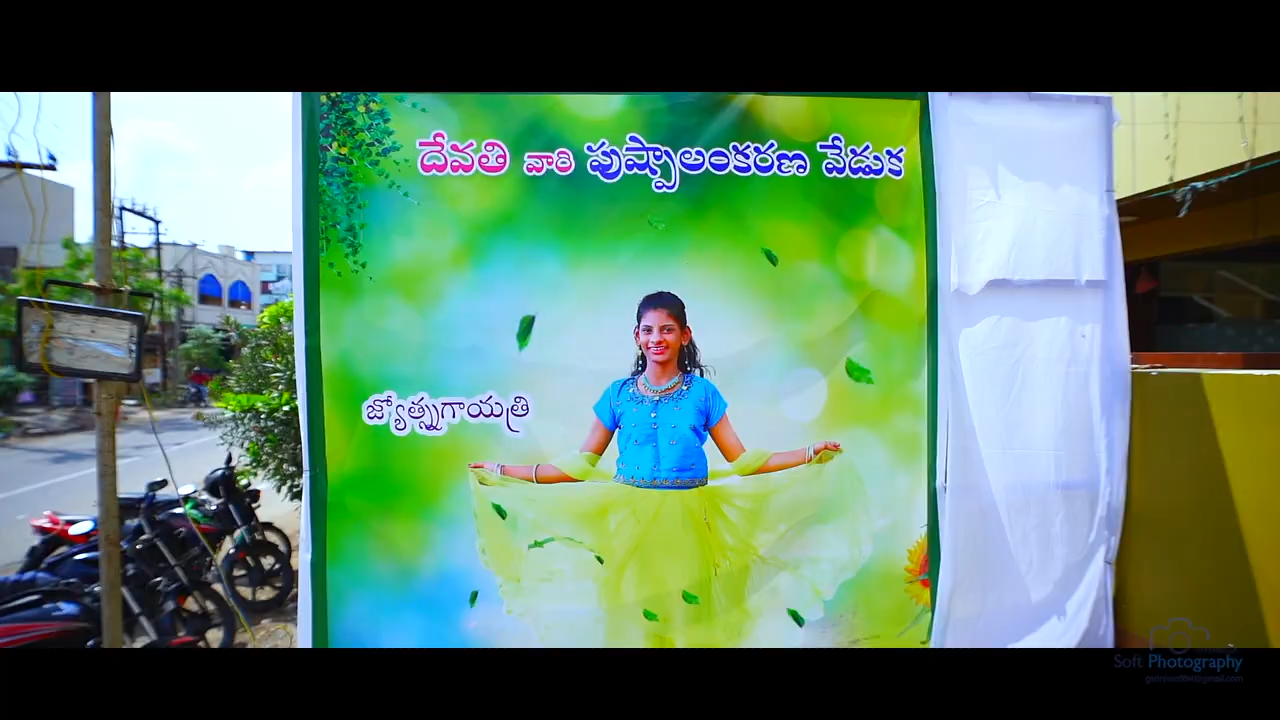 దేవతి వారి పుష్పాలంకరణ వేడుక
జ్యోత్స్నగాయత్రి
Soft Photography